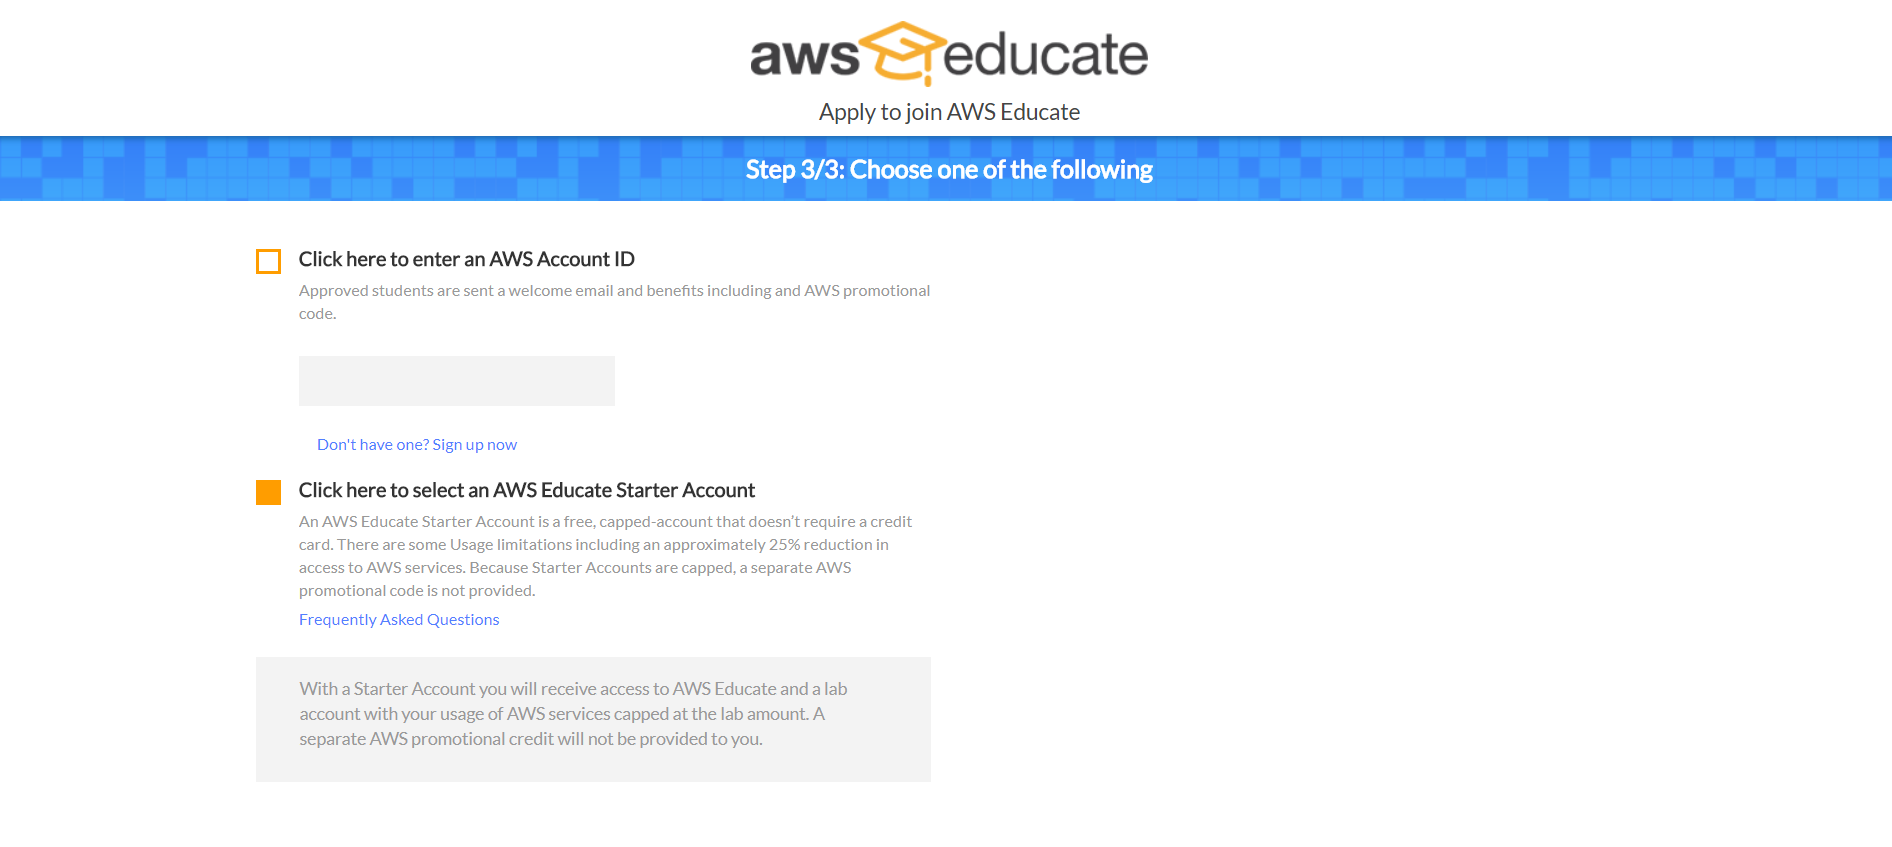 aws educate
Apply to join AWS Educate
Step 3/3: Choose one of the following
Click here to enter an AWS Account ID
Approved students are sent a welcome email and benefits including and AWS promotional
code.
Don't have one? Sign up now
Click here to select an AWS Educate Starter Account
An AWS Educate Starter Account is a free, capped-account that doesn’t require a credit
card. There are some Usage limitations including an approximately 25% reduction in
access to AWS services. Because Starter Accounts are capped, a separate AWS
promotional code is not provided.
Frequently Asked Questions
With a Starter Account you will receive access to AWS Educate and a lab
account with your usage of AWS services capped at the lab amount. A
separate AWS promotional credit will not be provided to you.